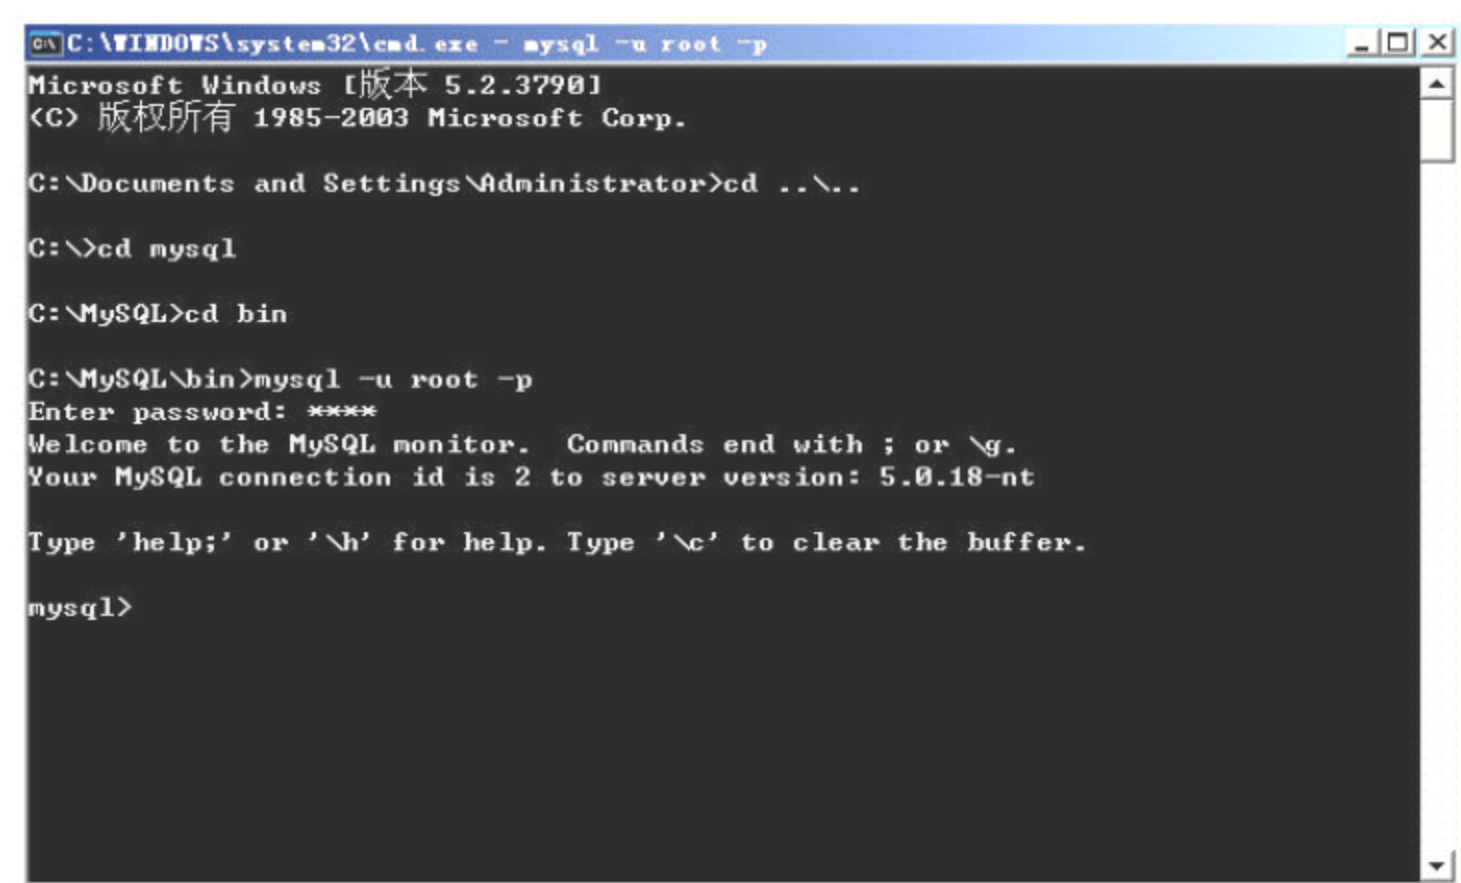 C:\WINDOWS\system32\cmd.exe - mysql -u root -p
Microsoft Windows [版本 5.2.3790]
(C) 版权所有 1985-2003 Microsoft Corp.
C:\Documents and Settings\Administrator>cd ..\..
C:\>cd mysql
C:\MySQL>cd bin
C:\MySQL\bin>mysql -u root -p
Enter password: ****
Welcome to the MySQL monitor.  Commands end with ; or \g.
Your MySQL connection id is 2 to server version: 5.0.18-nt
Type 'help;' or '\h' for help. Type '\c' to clear the buffer.
mysql>